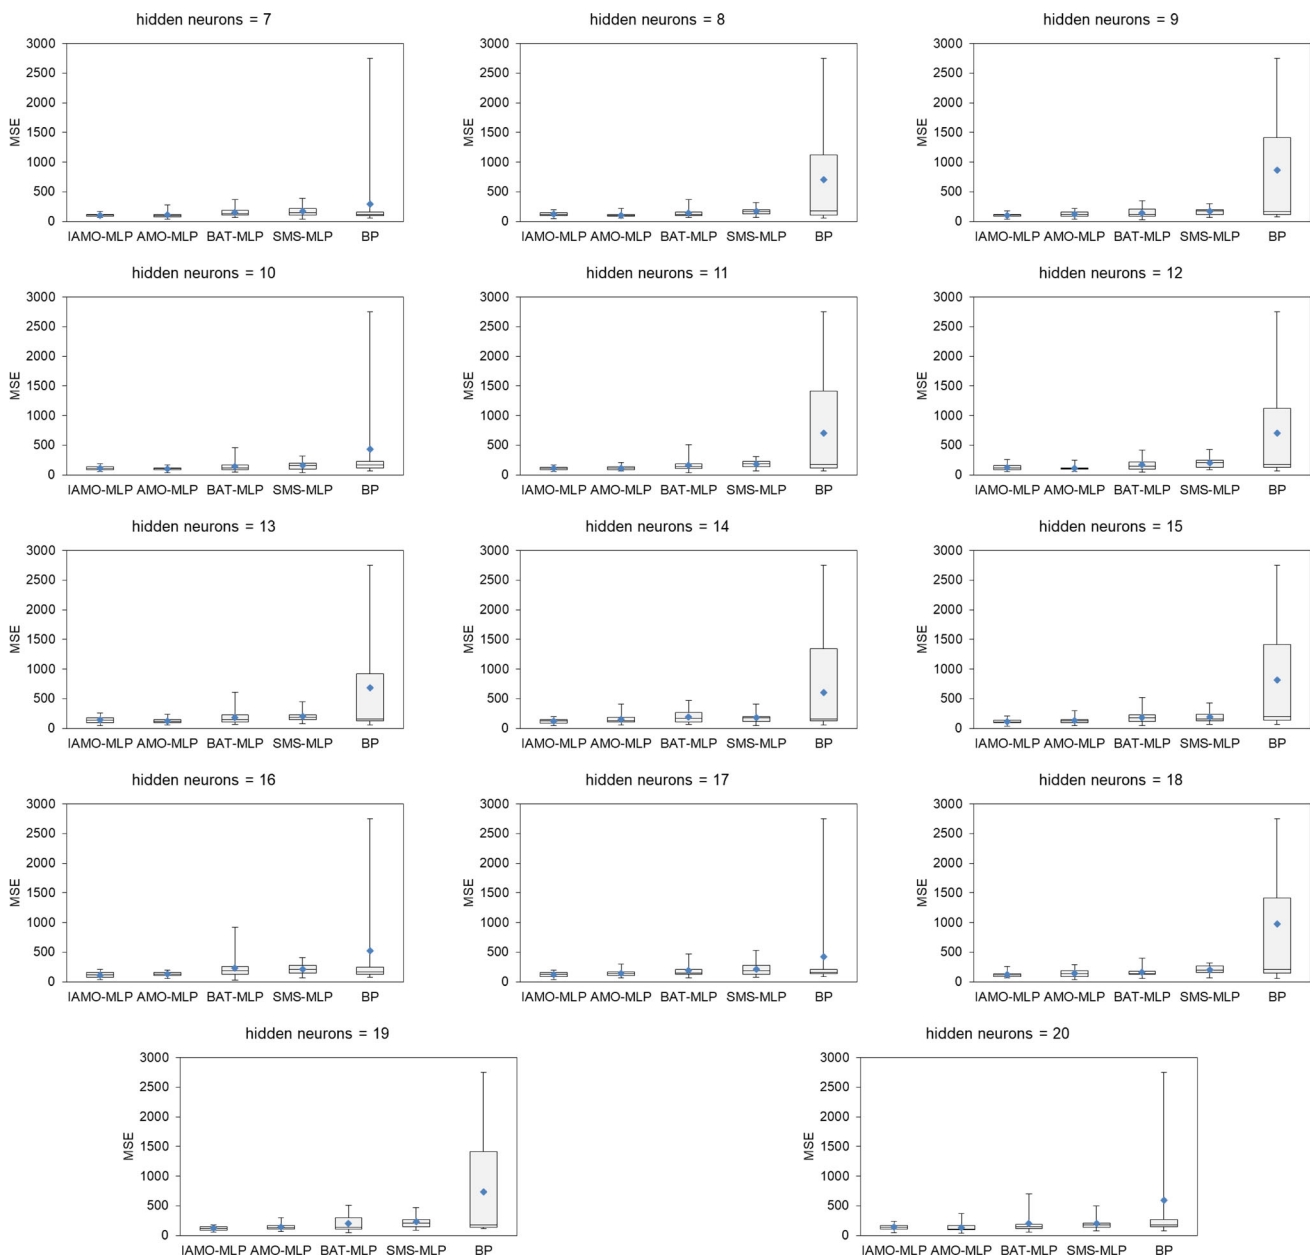 hidden neurons = 7
3000
2500
2000
1500
1000
500
0
MSE
IAMO-MLP AMO-MLP BAT-MLP SMS-MLP BP
hidden neurons = 8
3000
2500
2000
1500
1000
500
0
MSE
IAMO-MLP AMO-MLP BAT-MLP SMS-MLP BP
hidden neurons = 9
3000
2500
2000
1500
1000
500
0
MSE
IAMO-MLP AMO-MLP BAT-MLP SMS-MLP BP
hidden neurons = 10
3000
2500
2000
1500
1000
500
0
MSE
IAMO-MLP AMO-MLP BAT-MLP SMS-MLP BP
hidden neurons = 11
3000
2500
2000
1500
1000
500
0
MSE
IAMO-MLP AMO-MLP BAT-MLP SMS-MLP BP
hidden neurons = 12
3000
2500
2000
1500
1000
500
0
MSE
IAMO-MLP AMO-MLP BAT-MLP SMS-MLP BP
hidden neurons = 13
3000
2500
2000
1500
1000
500
0
MSE
IAMO-MLP AMO-MLP BAT-MLP SMS-MLP BP
hidden neurons = 14
3000
2500
2000
1500
1000
500
0
MSE
IAMO-MLP AMO-MLP BAT-MLP SMS-MLP BP
hidden neurons = 15
3000
2500
2000
1500
1000
500
0
MSE
IAMO-MLP AMO-MLP BAT-MLP SMS-MLP BP
hidden neurons = 16
3000
2500
2000
1500
1000
500
0
MSE
IAMO-MLP AMO-MLP BAT-MLP SMS-MLP BP
hidden neurons = 17
3000
2500
2000
1500
1000
500
0
MSE
IAMO-MLP AMO-MLP BAT-MLP SMS-MLP BP
hidden neurons = 18
3000
2500
2000
1500
1000
500
0
MSE
IAMO-MLP AMO-MLP BAT-MLP SMS-MLP BP
hidden neurons = 19
3000
2500
2000
1500
1000
500
0
MSE
IAMO-MLP AMO-MLP BAT-MLP SMS-MLP BP
hidden neurons = 20
3000
2500
2000
1500
1000
500
0
MSE
IAMO-MLP AMO-MLP BAT-MLP SMS-MLP BP